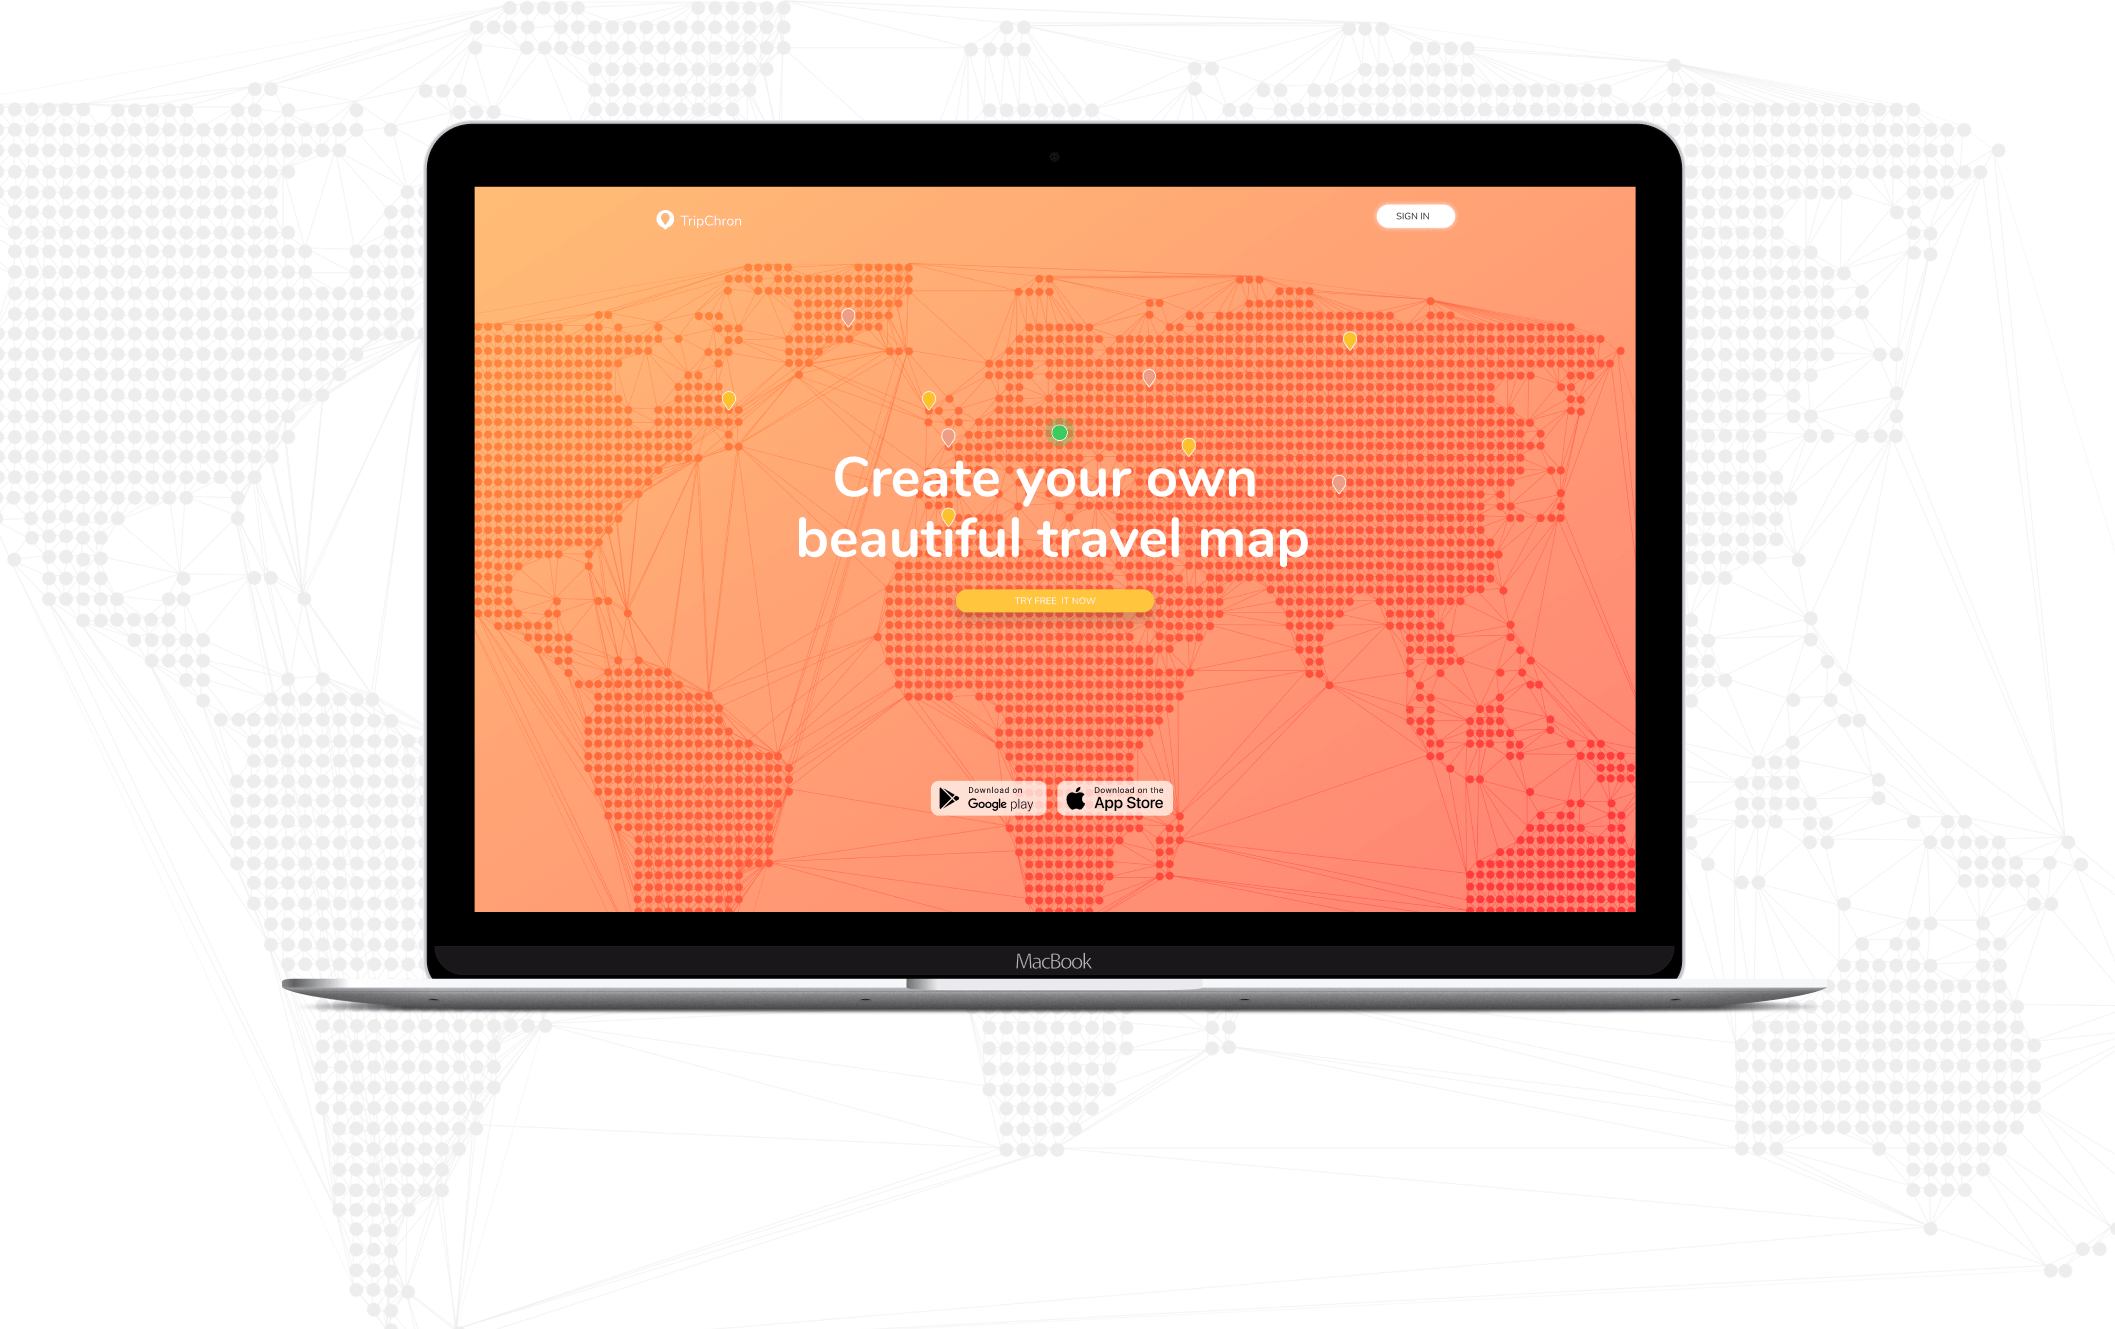 TripChron
SIGN IN
Create your own
beautiful travel map
TRY FREE IT NOW
Download on
Google play
Download on the
App Store
MacBook